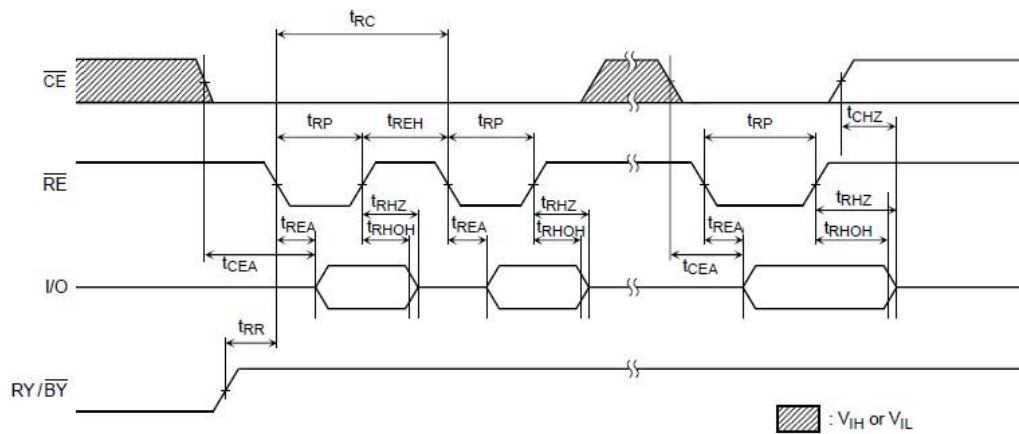 tRC
CE
tRP tREH tRP tRP tCHZ
RE
tREA tRHZ tREA tRHZ tREA tRHZ
tRHOH tRHOH tRHOH
tCEA tCEA
I/O
tRR
RY/BY
: VIH or VIL